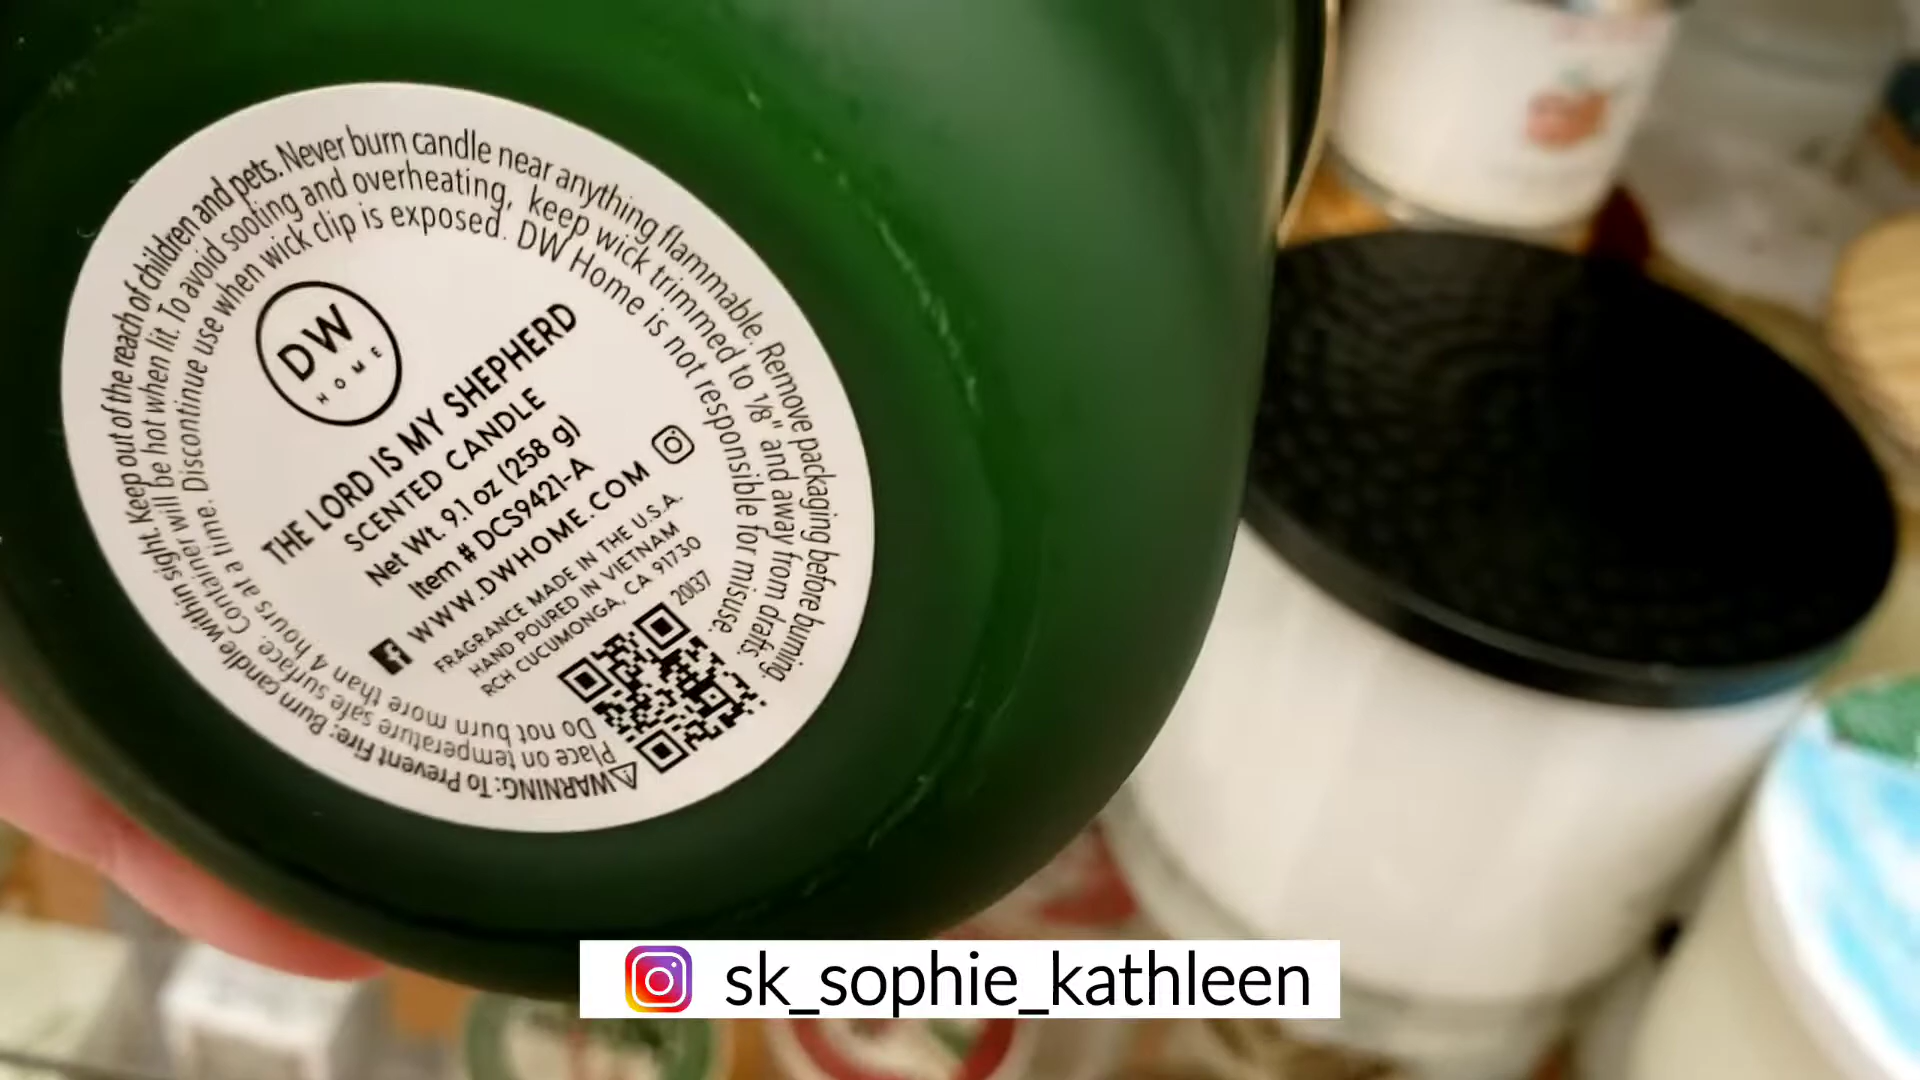 ⚠WARNING: To Prevent Fire: Burn candle within sight. Keep out of the reach of children and pets. Never burn candle near anything flammable. Remove packaging before burning.
Place on temperature safe surface. Container will be hot when lit. To avoid sooting and overheating, keep wick trimmed to 1/8" and away from drafts.
Do not burn more than 4 hours at a time. Discontinue use when wick clip is exposed. DW Home is not responsible for misuse.
DW
HOME
THE LORD IS MY SHEPHERD
SCENTED CANDLE
Net Wt. 9.1 oz (258 g)
Item # DCS9421-A
WWW.DWHOME.COM
FRAGRANCE MADE IN THE U.S.A.
HAND POURED IN VIETNAM
RCH CUCUMONGA, CA 91730
20137
sk_sophie_kathleen